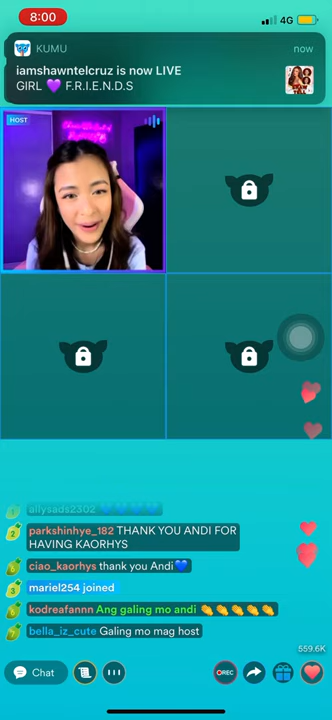 8:00
4G
KUMU
now
iamshawntelcruz is now LIVE
GIRL 💜 F.R.I.E.N.D.S
HOST
allysads2302 💙💙💙💙💙
parkshinhye_182 THANK YOU ANDI FOR
HAVING KAORHYS
ciao_kaorhys thank you Andi💙
mariel254 joined
kodreafannn Ang galing mo andi 👏👏👏👏👏
bella_iz_cute Galing mo mag host
559.6K
Chat
REC